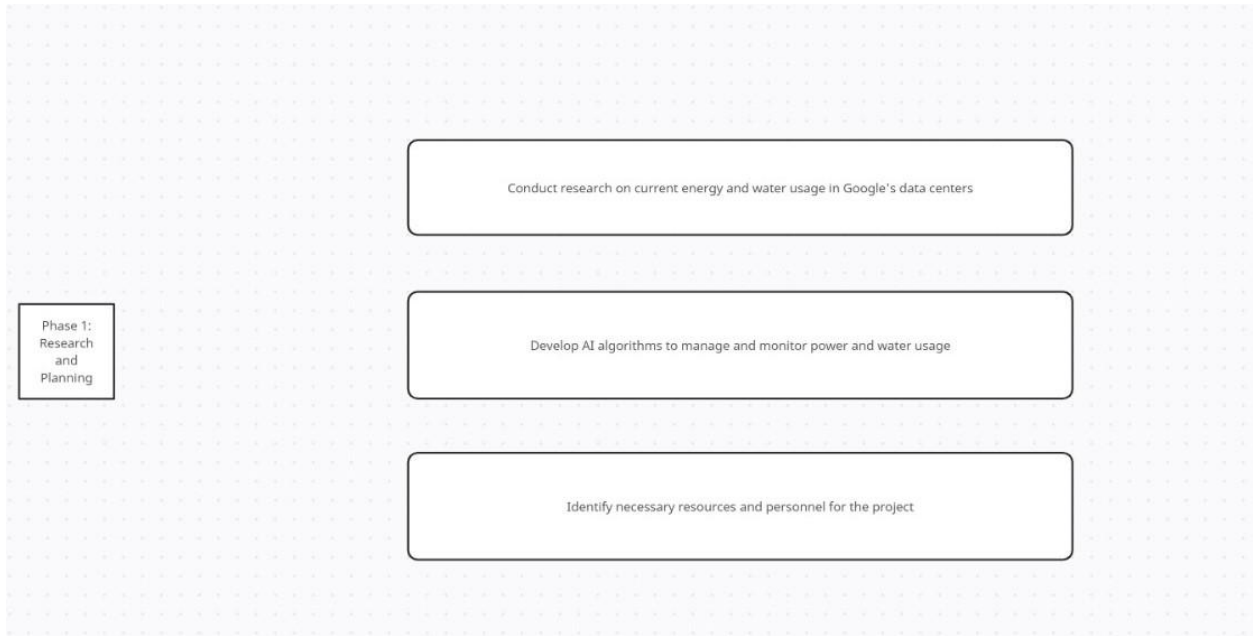 Conduct research on current energy and water usage in Google's data centers
Phase 1:
Research
and
Planning
Develop AI algorithms to manage and monitor power and water usage
Identify necessary resources and personnel for the project